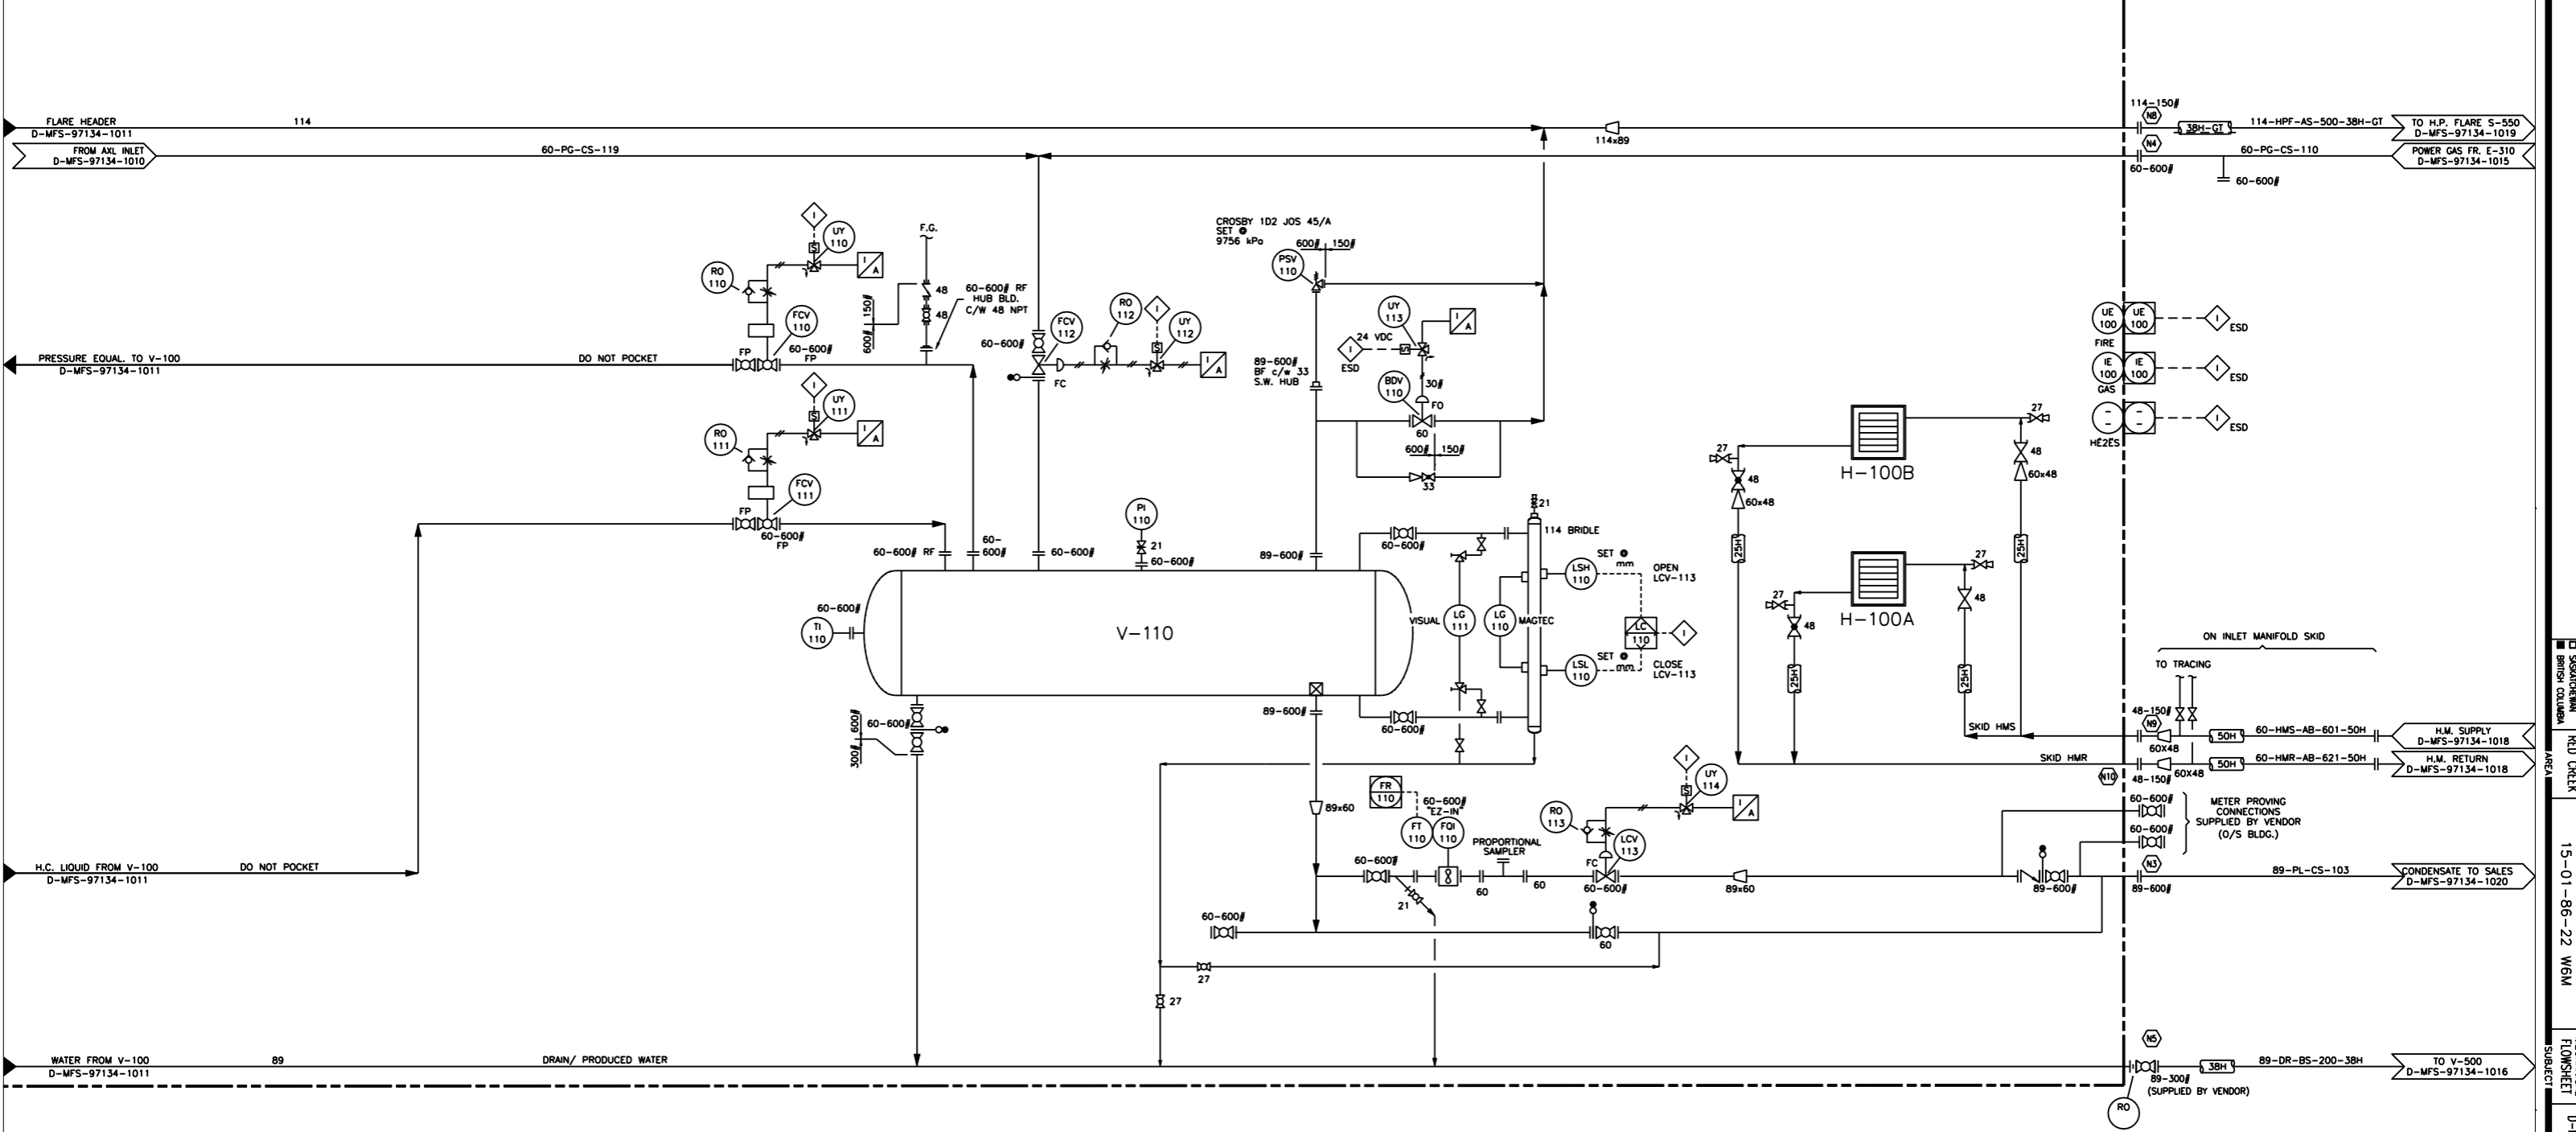 FLARE HEADER
D-MFS-97134-1011
114
114x89
114-150#
N8
38H-GT
114-HPF-AS-500-38H-GT
TO H.P. FLARE S-550
D-MFS-97134-1019
FROM AXL INLET
D-MFS-97134-1010
60-PG-CS-119
N4
60-600#
60-PG-CS-110
60-600#
POWER GAS FR. E-310
D-MFS-97134-1015
I
UY
110
S
I
A
RO
110
FCV
110
60-600#
FP
FP
F.G.
48
48
600#
150#
60-600# RF
HUB BLD.
C/W 48 NPT
PRESSURE EQUAL. TO V-100
D-MFS-97134-1011
DO NOT POCKET
I
UY
111
S
I
A
RO
111
FCV
111
FP
60-600#
FP
60-600#
FCV
112
FC
RO
112
I
S
UY
112
I
A
CROSBY 1D2 JOS 45/A
SET @
9756 kPa
600#
150#
PSV
110
89-600#
BF c/w 33
S.W. HUB
UY
113
24 VDC
I
ESD
S
I
A
30#
BDV
110
FO
60
600#
150#
33
UE
100
UE
100
I
ESD
FIRE
IE
100
IE
100
I
ESD
GAS
-
-
-
-
I
ESD
HË2ËS
27
27
48
60x48
48
60x48
H-100B
25H
25H
27
27
48
48
H-100A
25H
25H
60-600# RF
60-
600#
60-600#
PI
110
21
60-600#
89-600#
60-600#
21
114 BRIDLE
SET @
mm
LSH
110
OPEN
LCV-113
60-600#
TI
110
V-110
VISUAL
LG
111
LG
110
MAGTEC
LC
110
I
LSL
110
SET @
mm
CLOSE
LCV-113
60-600#
600#
300#
89-600#
60-600#
ON INLET MANIFOLD SKID
TO TRACING
SKID HMS
48-150#
N9
60X48
50H
60-HMS-AB-601-50H
H.M. SUPPLY
D-MFS-97134-1018
SKID HMR
N10
48-150#
60X48
50H
60-HMR-AB-621-50H
H.M. RETURN
D-MFS-97134-1018
89x60
FR
110
60-600#
"EZ-IN"
FT
110
FQI
110
PROPORTIONAL
SAMPLER
RO
113
I
S
UY
114
I
A
LCV
113
FC
60-600#
60-600#
METER PROVING
CONNECTIONS
SUPPLIED BY VENDOR
(O/S BLDG.)
H.C. LIQUID FROM V-100
D-MFS-97134-1011
DO NOT POCKET
60-600#
21
60
60
60-600#
89x60
89-600#
N3
89-600#
89-PL-CS-103
CONDENSATE TO SALES
D-MFS-97134-1020
60-600#
60
27
27
WATER FROM V-100
D-MFS-97134-1011
89
DRAIN/ PRODUCED WATER
N5
89-300#
(SUPPLIED BY VENDOR)
RO
38H
89-DR-BS-200-38H
TO V-500
D-MFS-97134-1016
SASKATCHEWAN
BRITISH COLUMBIA
RED CREEK
AREA
15-01-86-22 W6M
FLOWSHEET
SUBJECT